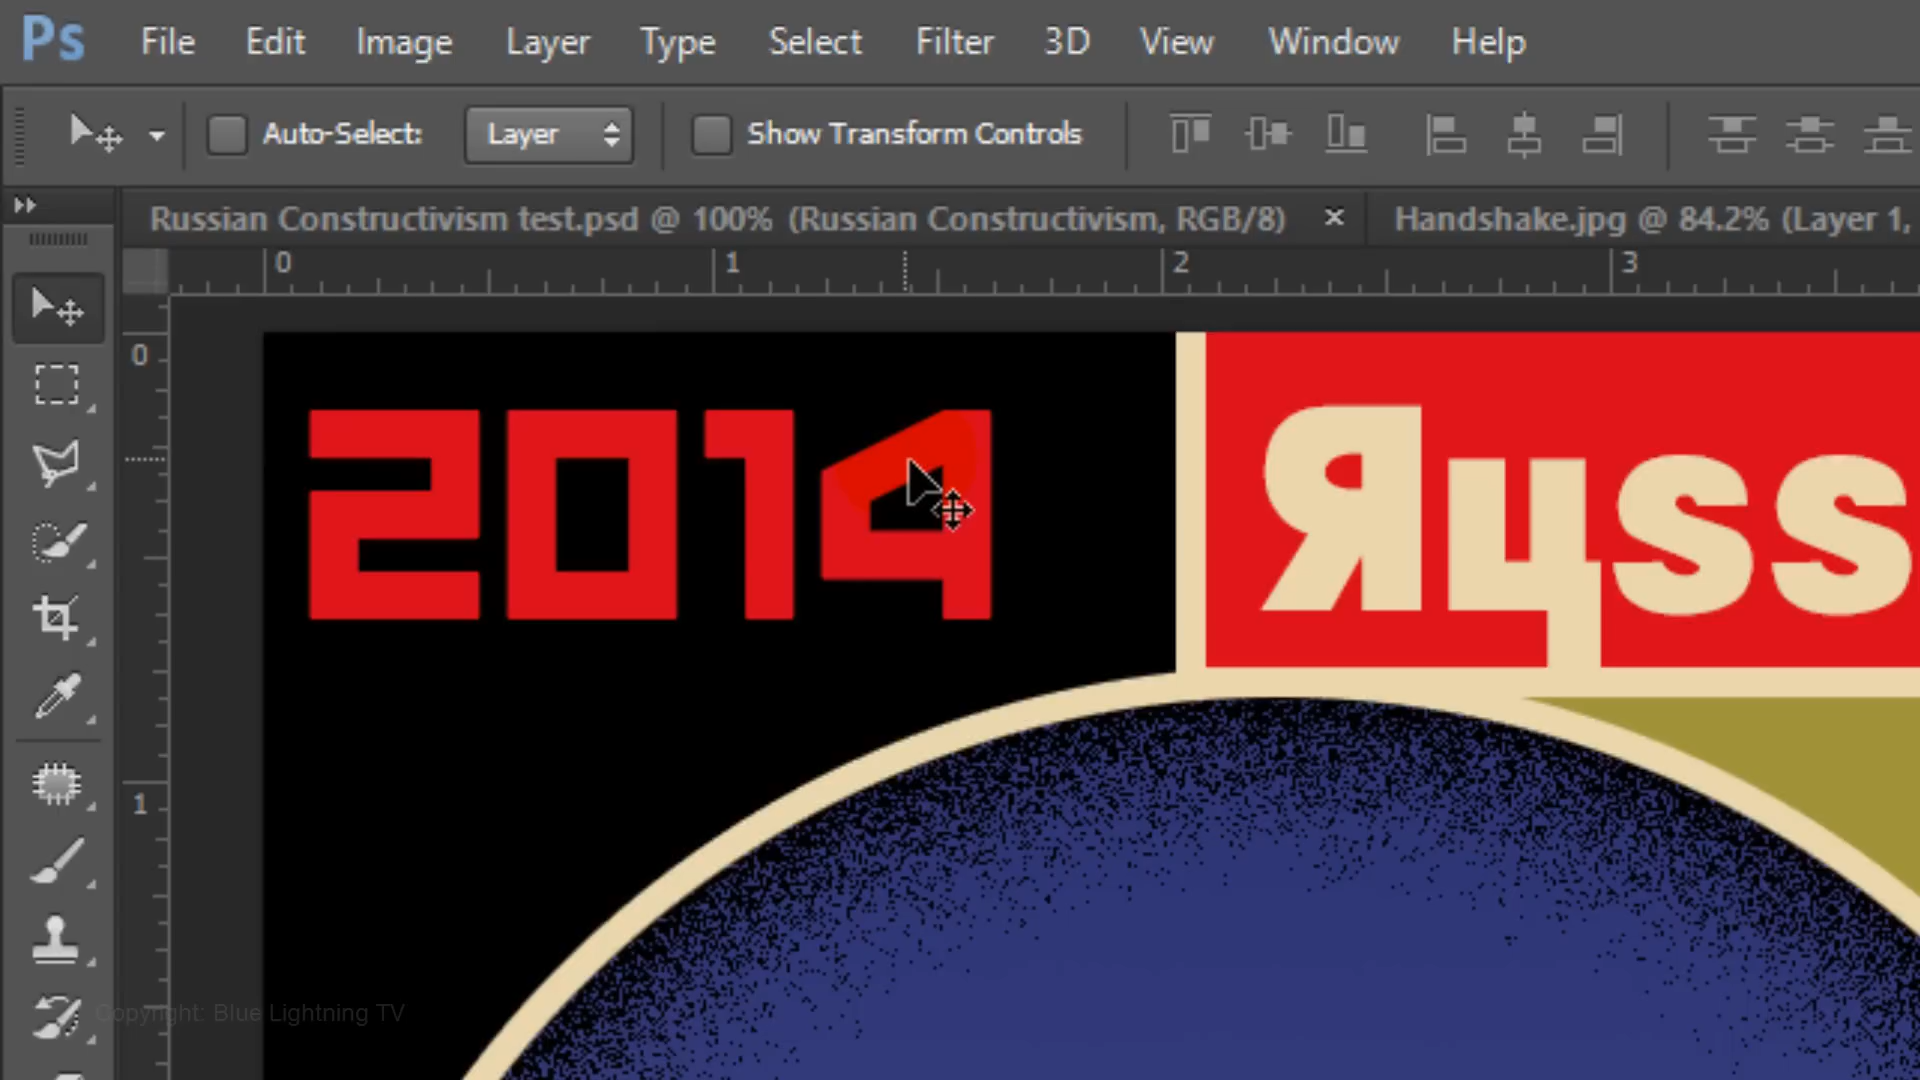 Ps File Edit Image Layer Type Select Filter 3D View Window Help
Auto-Select: Layer Show Transform Controls
Russian Constructivism test.psd @ 100% (Russian Constructivism, RGB/8) × Handshake.jpg @ 84.2% (Layer 1,
0 1 2 3
0
2014 Яцss
1
Copyright: Blue Lightning TV